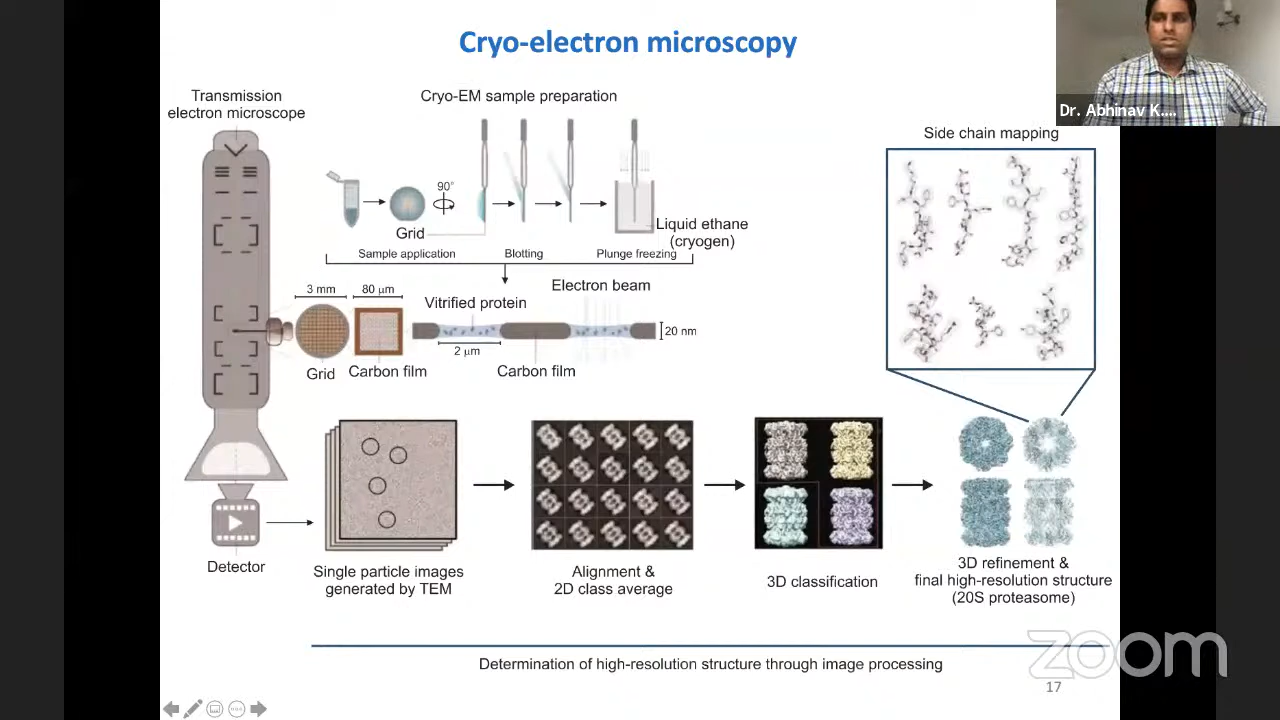 Cryo-electron microscopy
Dr. Abhinav K....
Transmission
electron microscope
Cryo-EM sample preparation
Side chain mapping
90°
Grid
Liquid ethane
(cryogen)
Sample application
Blotting
Plunge freezing
3 mm
80 µm
Vitrified protein
Electron beam
20 nm
2 µm
Grid
Carbon film
Carbon film
Detector
Single particle images
generated by TEM
Alignment &
2D class average
3D classification
3D refinement &
final high-resolution structure
(20S proteasome)
Determination of high-resolution structure through image processing
zoom
17